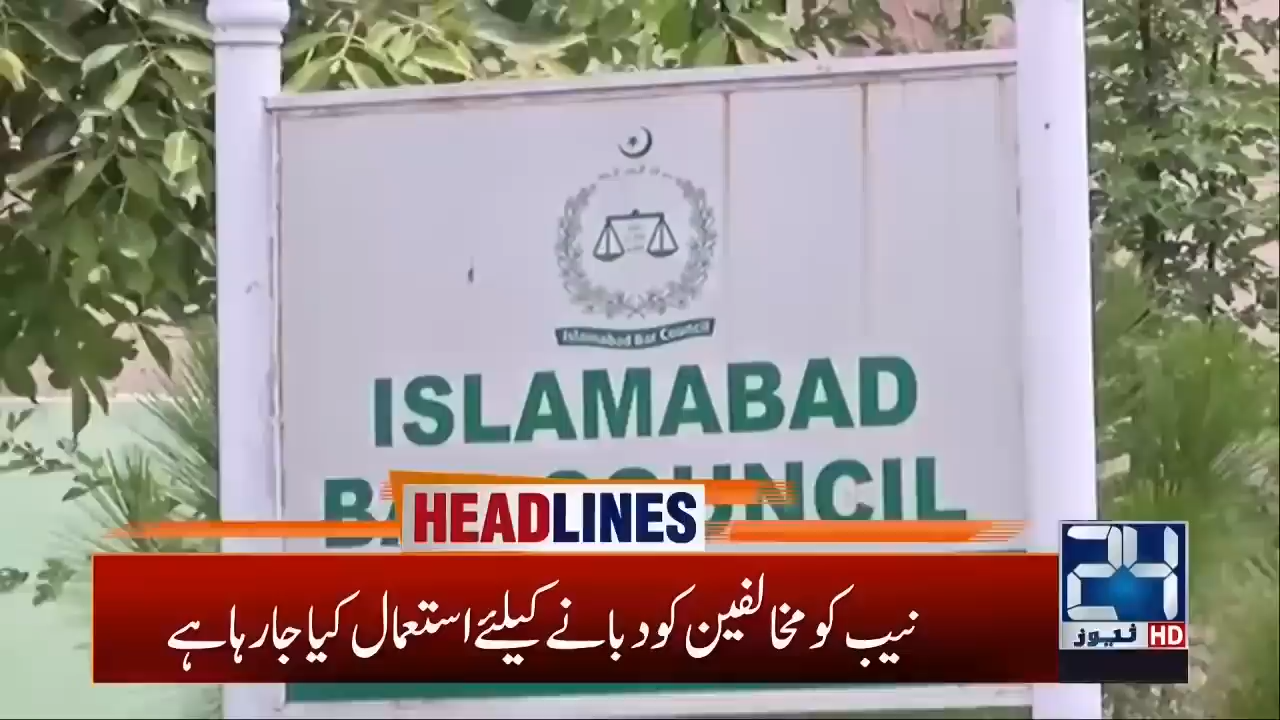 Islamabad Bar Council
ISLAMABAD
BAR COUNCIL
HEADLINES
نیب کو مخالفین کو دبانے کیلئے استعمال کیا جا رہا ہے
24
نیوز HD